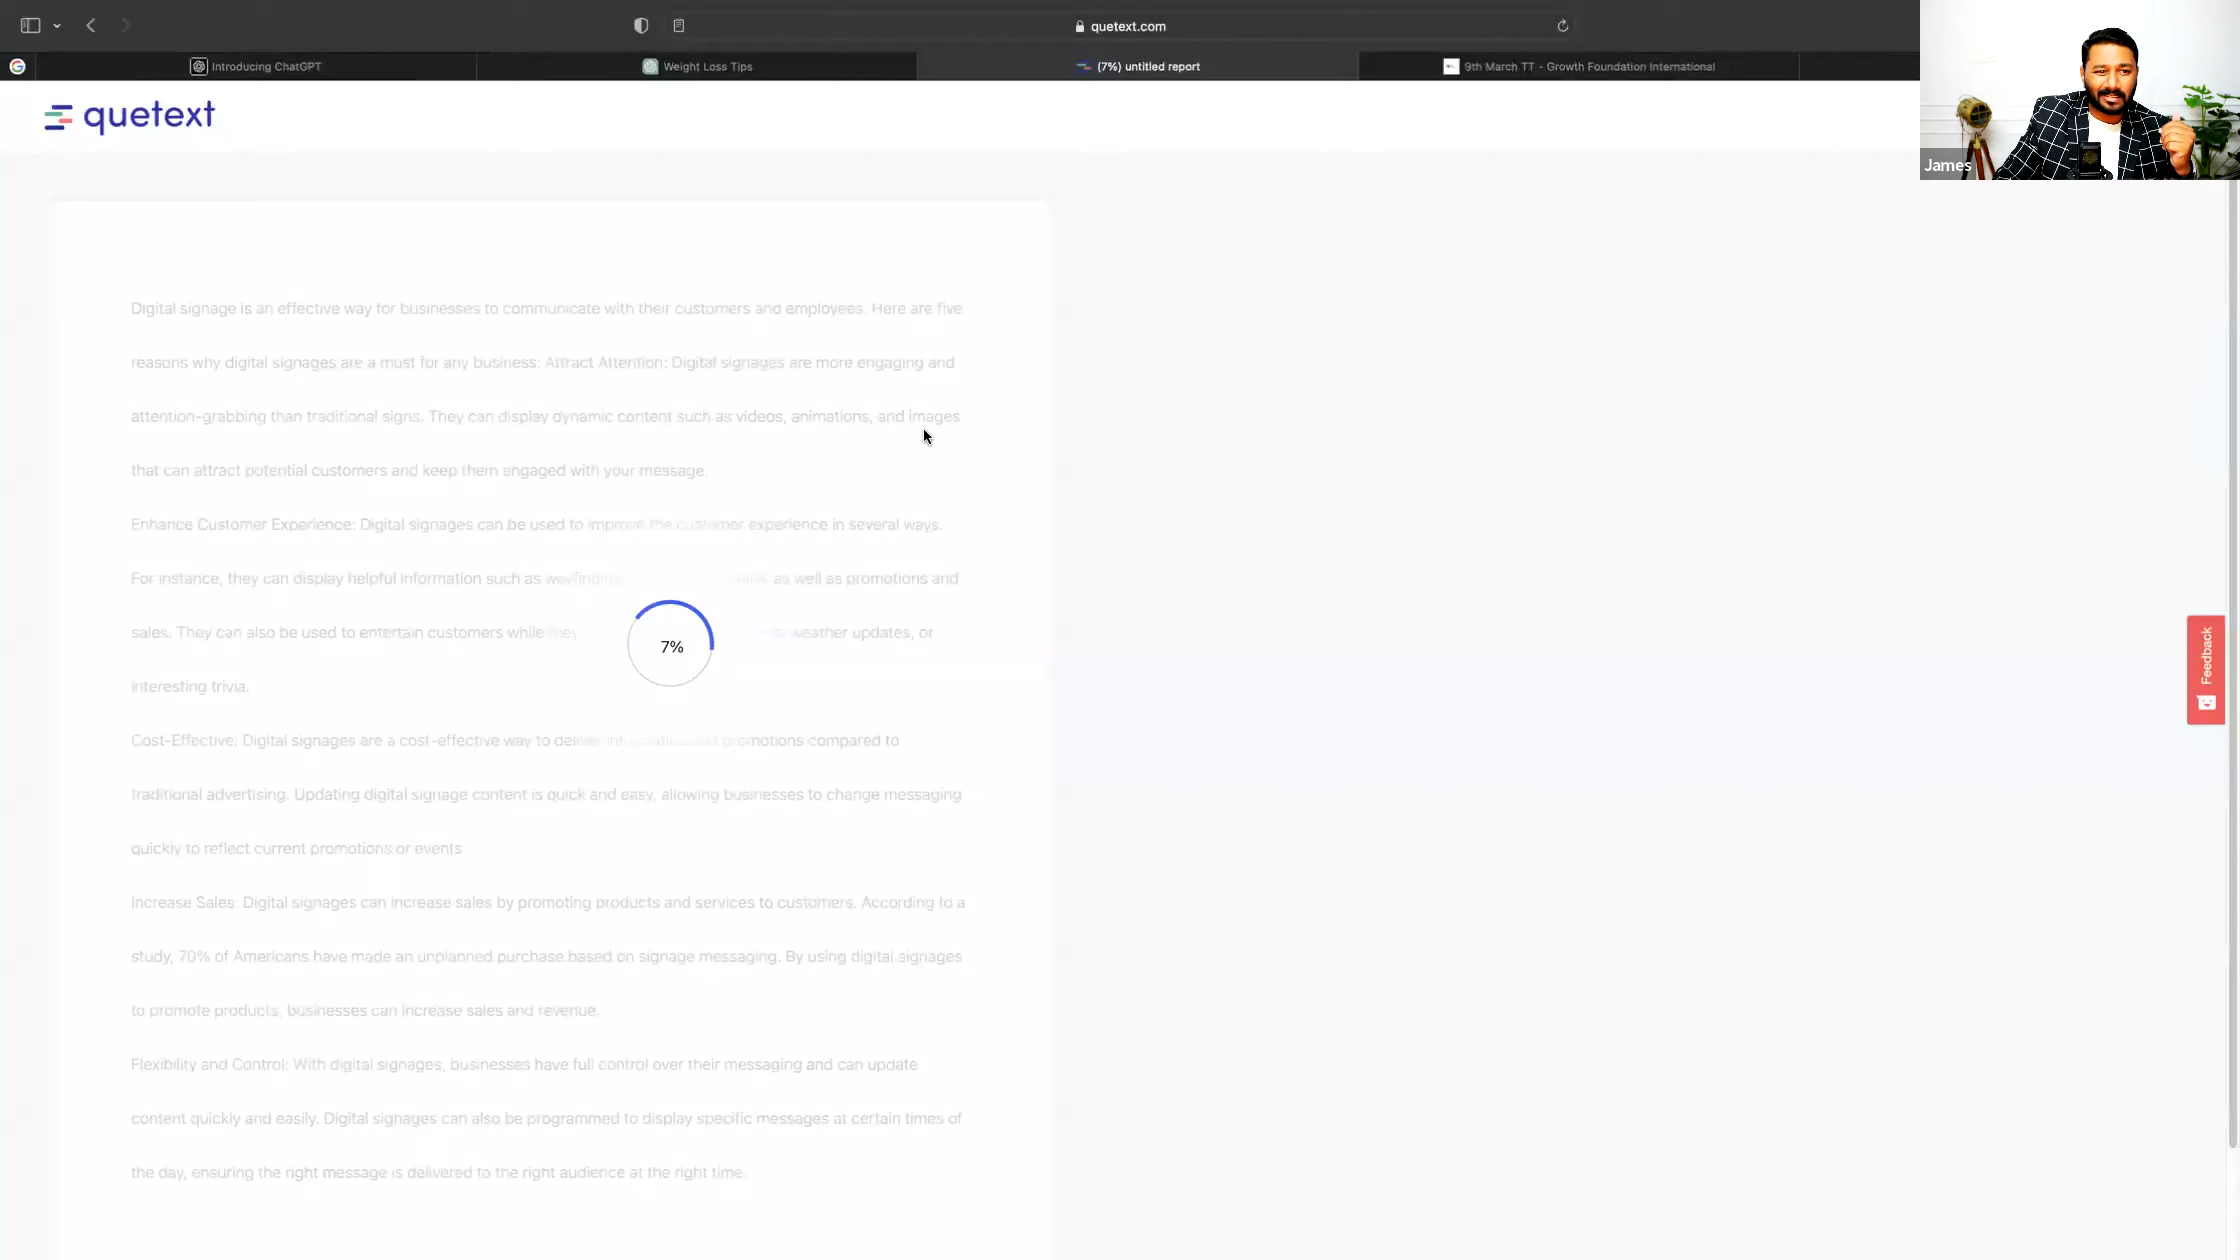 quetext.com
Introducing ChatGPT
Weight Loss Tips
(7%) untitled report
9th March TT - Growth Foundation International
quetext
James
Digital signage is an effective way for businesses to communicate with their customers and employees. Here are five
reasons why digital signages are a must for any business: Attract Attention: Digital signages are more engaging and
attention-grabbing than traditional signs. They can display dynamic content such as videos, animations, and images
that can attract potential customers and keep them engaged with your message.
Enhance Customer Experience: Digital signages can be used to improve the customer experience in several ways.
For instance, they can display helpful information such as wayfinding as well as promotions and
sales. They can also be used to entertain customers while they weather updates, or
interesting trivia.
7%
Cost-Effective: Digital signages are a cost-effective way to deliver promotions compared to
traditional advertising. Updating digital signage content is quick and easy, allowing businesses to change messaging
quickly to reflect current promotions or events
Increase Sales: Digital signages can increase sales by promoting products and services to customers. According to a
study, 70% of Americans have made an unplanned purchase based on signage messaging. By using digital signages
to promote products, businesses can increase sales and revenue.
Flexibility and Control: With digital signages, businesses have full control over their messaging and can update
content quickly and easily. Digital signages can also be programmed to display specific messages at certain times of
the day, ensuring the right message is delivered to the right audience at the right time.
Feedback